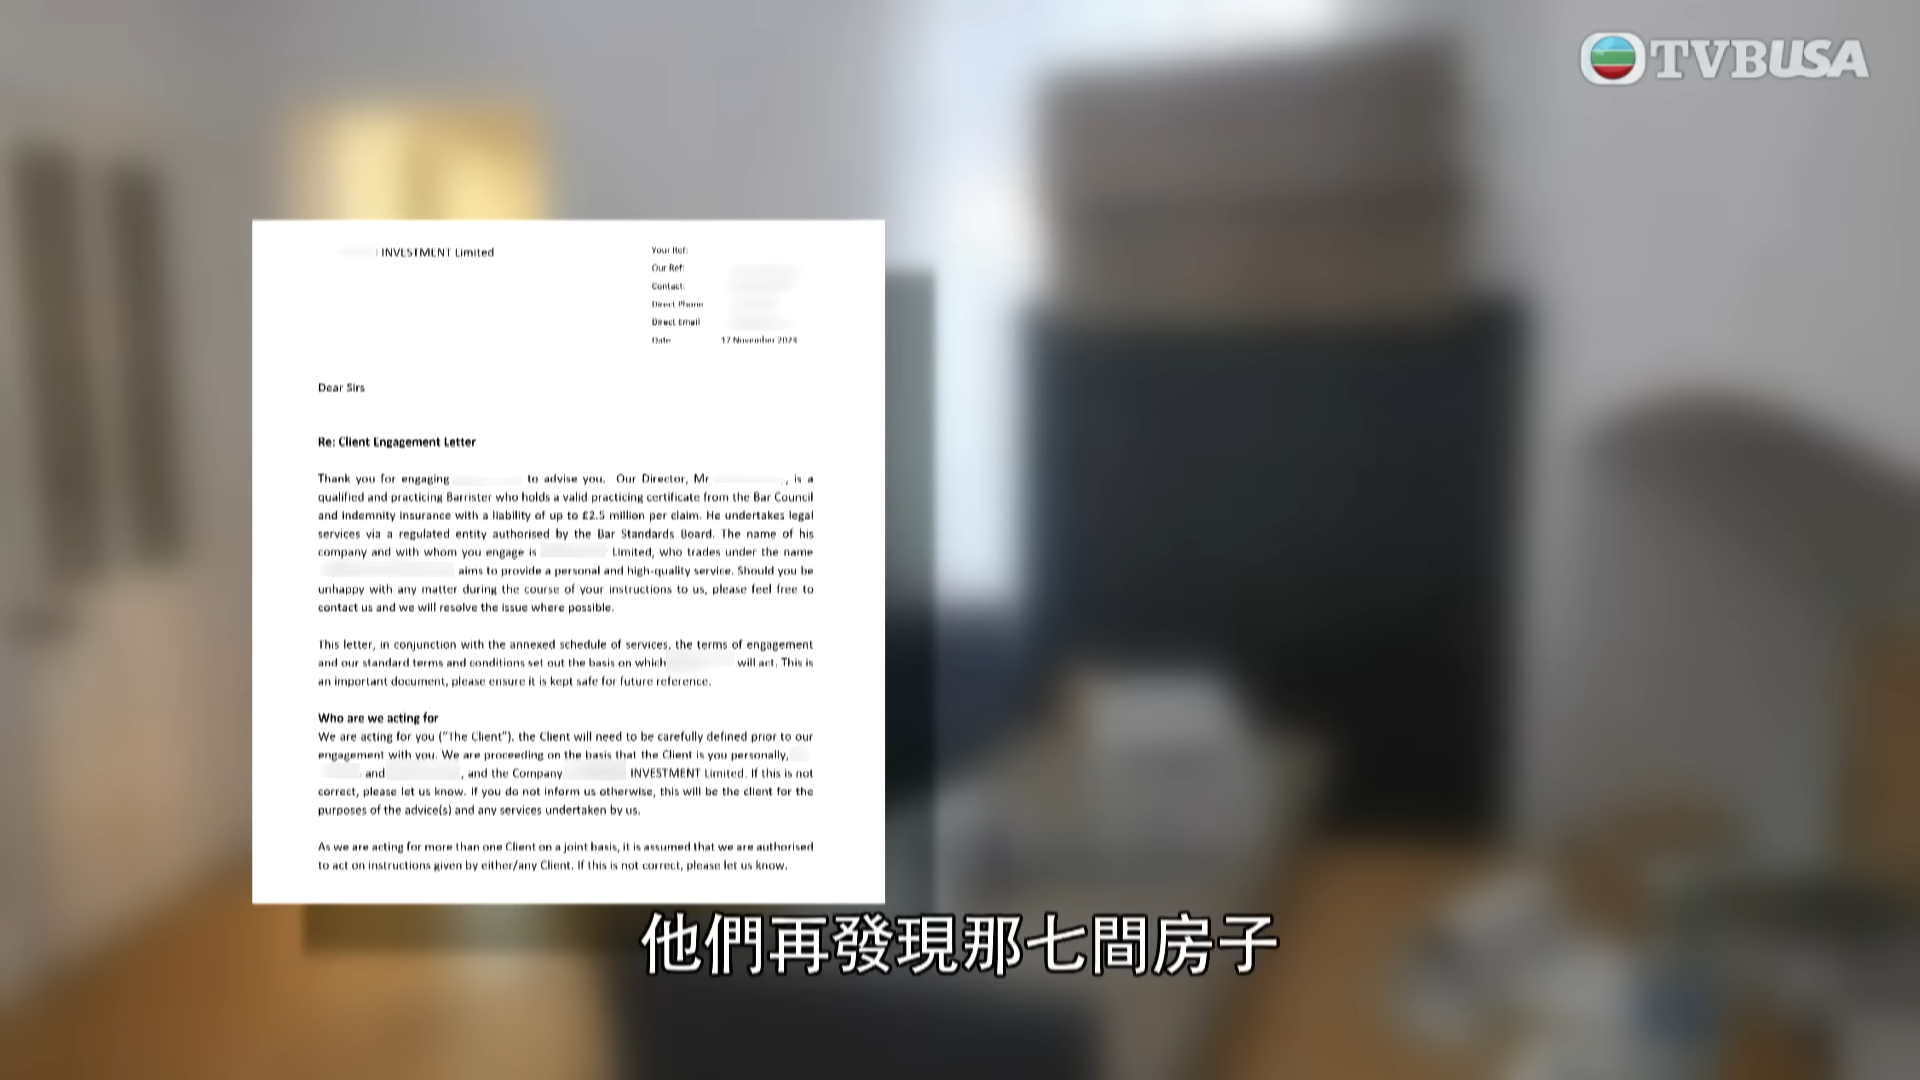 TVBUSA
INVESTMENT Limited
Your Ref:
Our Ref:
Contact:
Direct Phone
Direct Email
Date 17 November 2023
Dear Sirs
Re: Client Engagement Letter
Thank you for engaging to advise you. Our Director, Mr , is a
qualified and practicing Barrister who holds a valid practicing certificate from the Bar Council
and indemnity insurance with a liability of up to £2.5 million per claim. He undertakes legal
services via a regulated entity authorised by the Bar Standards Board. The name of his
company and with whom you engage is Limited, who trades under the name
aims to provide a personal and high-quality service. Should you be
unhappy with any matter during the course of your instructions to us, please feel free to
contact us and we will resolve the issue where possible.
This letter, in conjunction with the annexed schedule of services, the terms of engagement
and our standard terms and conditions set out the basis on which will act. This is
an important document, please ensure it is kept safe for future reference.
Who are we acting for
We are acting for you ("The Client"), the Client will need to be carefully defined prior to our
engagement with you. We are proceeding on the basis that the Client is you personally,
and , and the Company INVESTMENT Limited. If this is not
correct, please let us know. If you do not inform us otherwise, this will be the client for the
purposes of the advice(s) and any services undertaken by us.
As we are acting for more than one Client on a joint basis, it is assumed that we are authorised
to act on instructions given by either/any Client. If this is not correct, please let us know.
他們再發現那七間房子